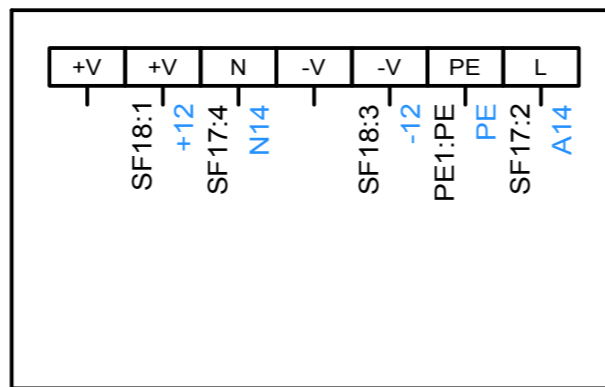 +V +V N -V -V PE L
SF18:1
+12
SF17:4
N14
SF18:3
-12
PE1:PE
PE
SF17:2
A14